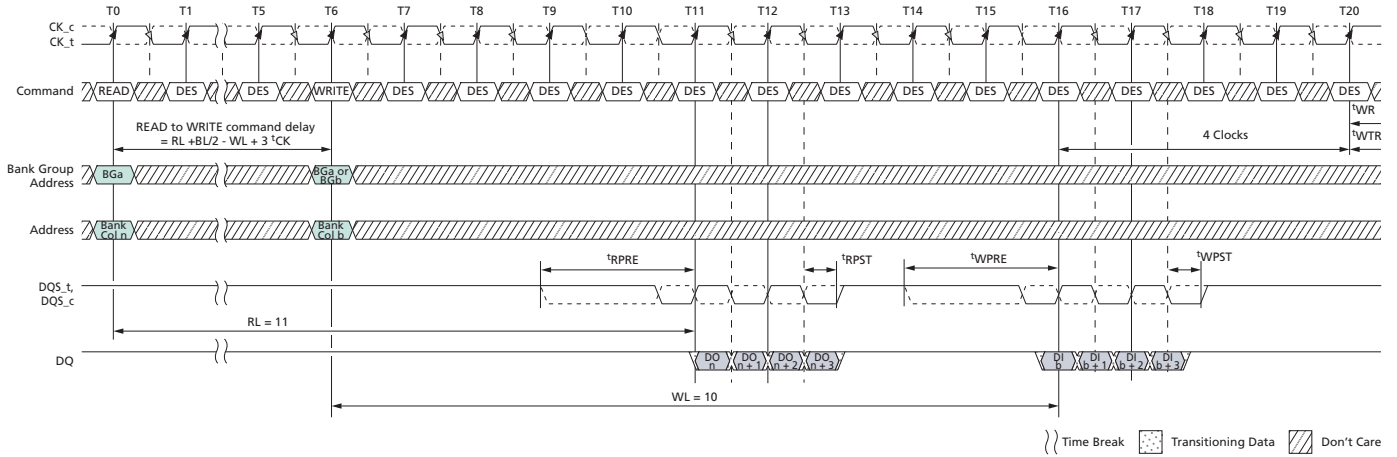 T0 T1 T5 T6 T7 T8 T9 T10 T11 T12 T13 T14 T15 T16 T17 T18 T19 T20
CK_c
CK_t
Command READ DES DES WRITE DES DES DES DES DES DES DES DES DES DES DES DES DES DES
tWR
READ to WRITE command delay
= RL +BL/2 - WL + 3 tCK
4 Clocks
tWTR
Bank Group
Address
BGa
BGa or
BGb
Address
Bank
Col n
Bank
Col b
tRPRE tRPST tWPRE tWPST
DQS_t,
DQS_c
RL = 11
DQ
DO
n
DO
n + 1
DO
n + 2
DO
n + 3
DI
b
DI
b + 1
DI
b + 2
DI
b + 3
WL = 10
Time Break Transitioning Data Don't Care